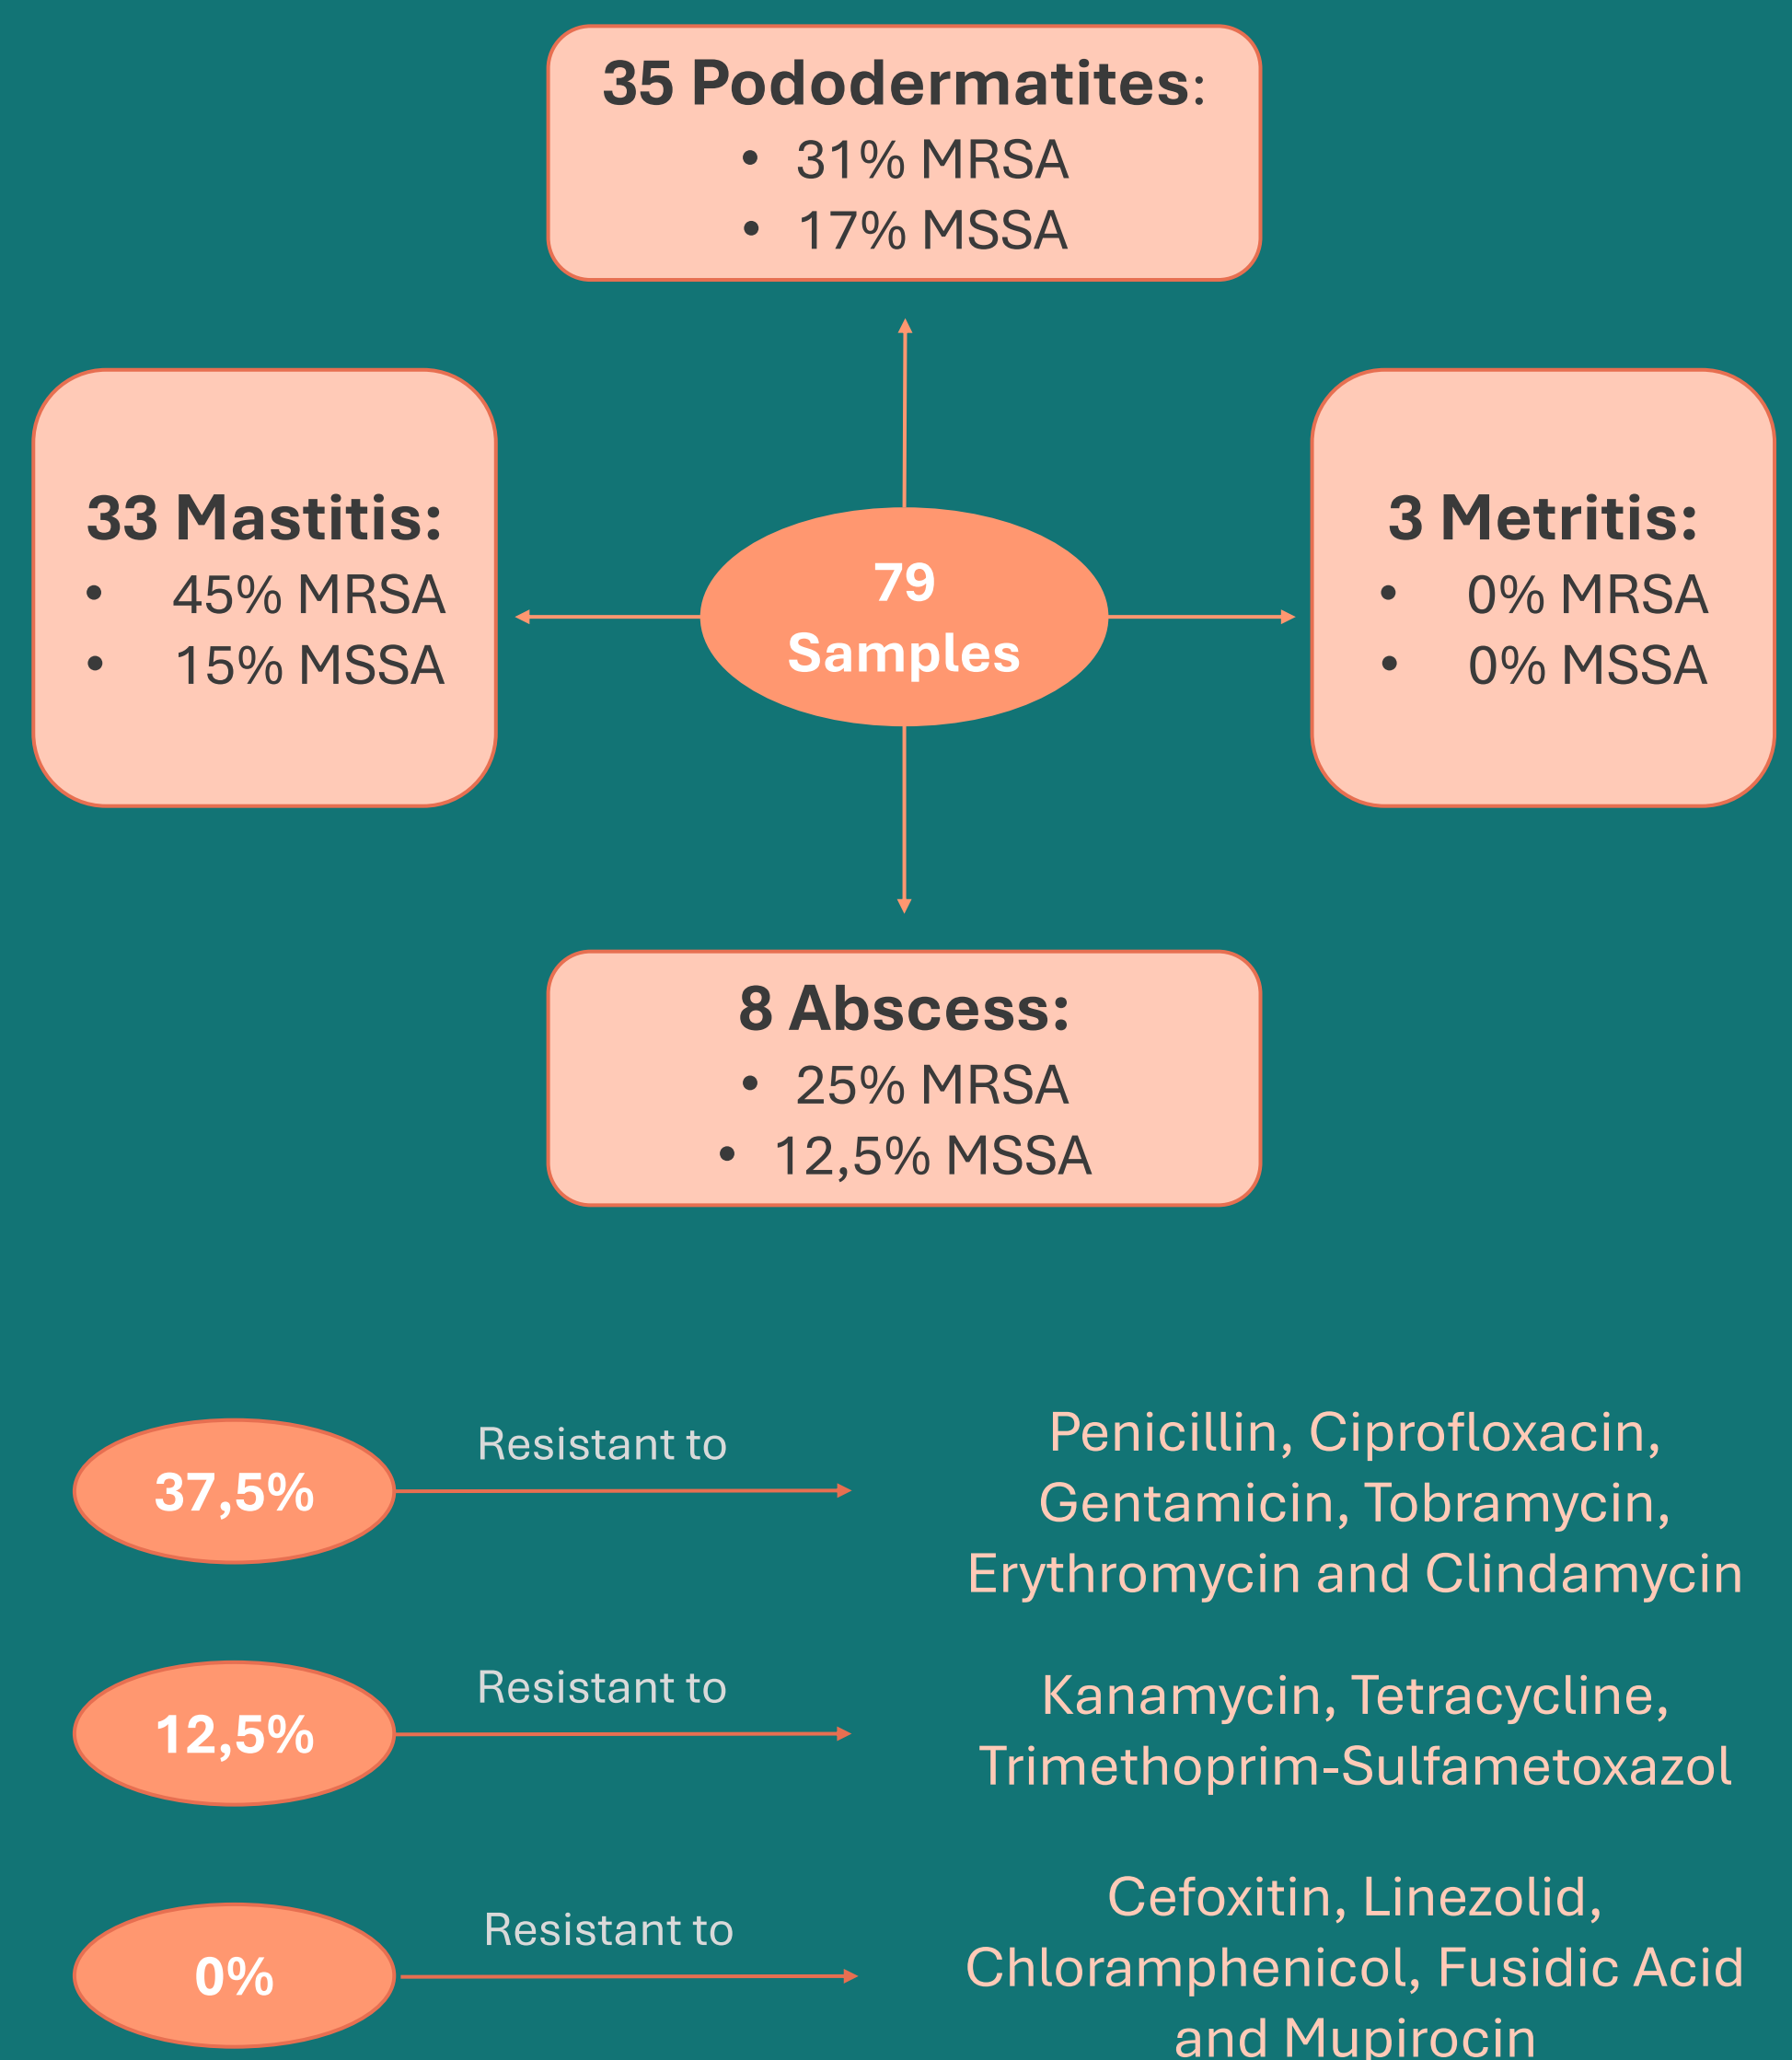 35 Pododermatites:
• 31% MRSA
• 17% MSSA
33 Mastitis:
• 45% MRSA
• 15% MSSA
79
Samples
3 Metritis:
• 0% MRSA
• 0% MSSA
8 Abscess:
• 25% MRSA
• 12,5% MSSA
37,5%
Resistant to
Penicillin, Ciprofloxacin,
Gentamicin, Tobramycin,
Erythromycin and Clindamycin
12,5%
Resistant to
Kanamycin, Tetracycline,
Trimethoprim-Sulfametoxazol
0%
Resistant to
Cefoxitin, Linezolid,
Chloramphenicol, Fusidic Acid
and Mupirocin